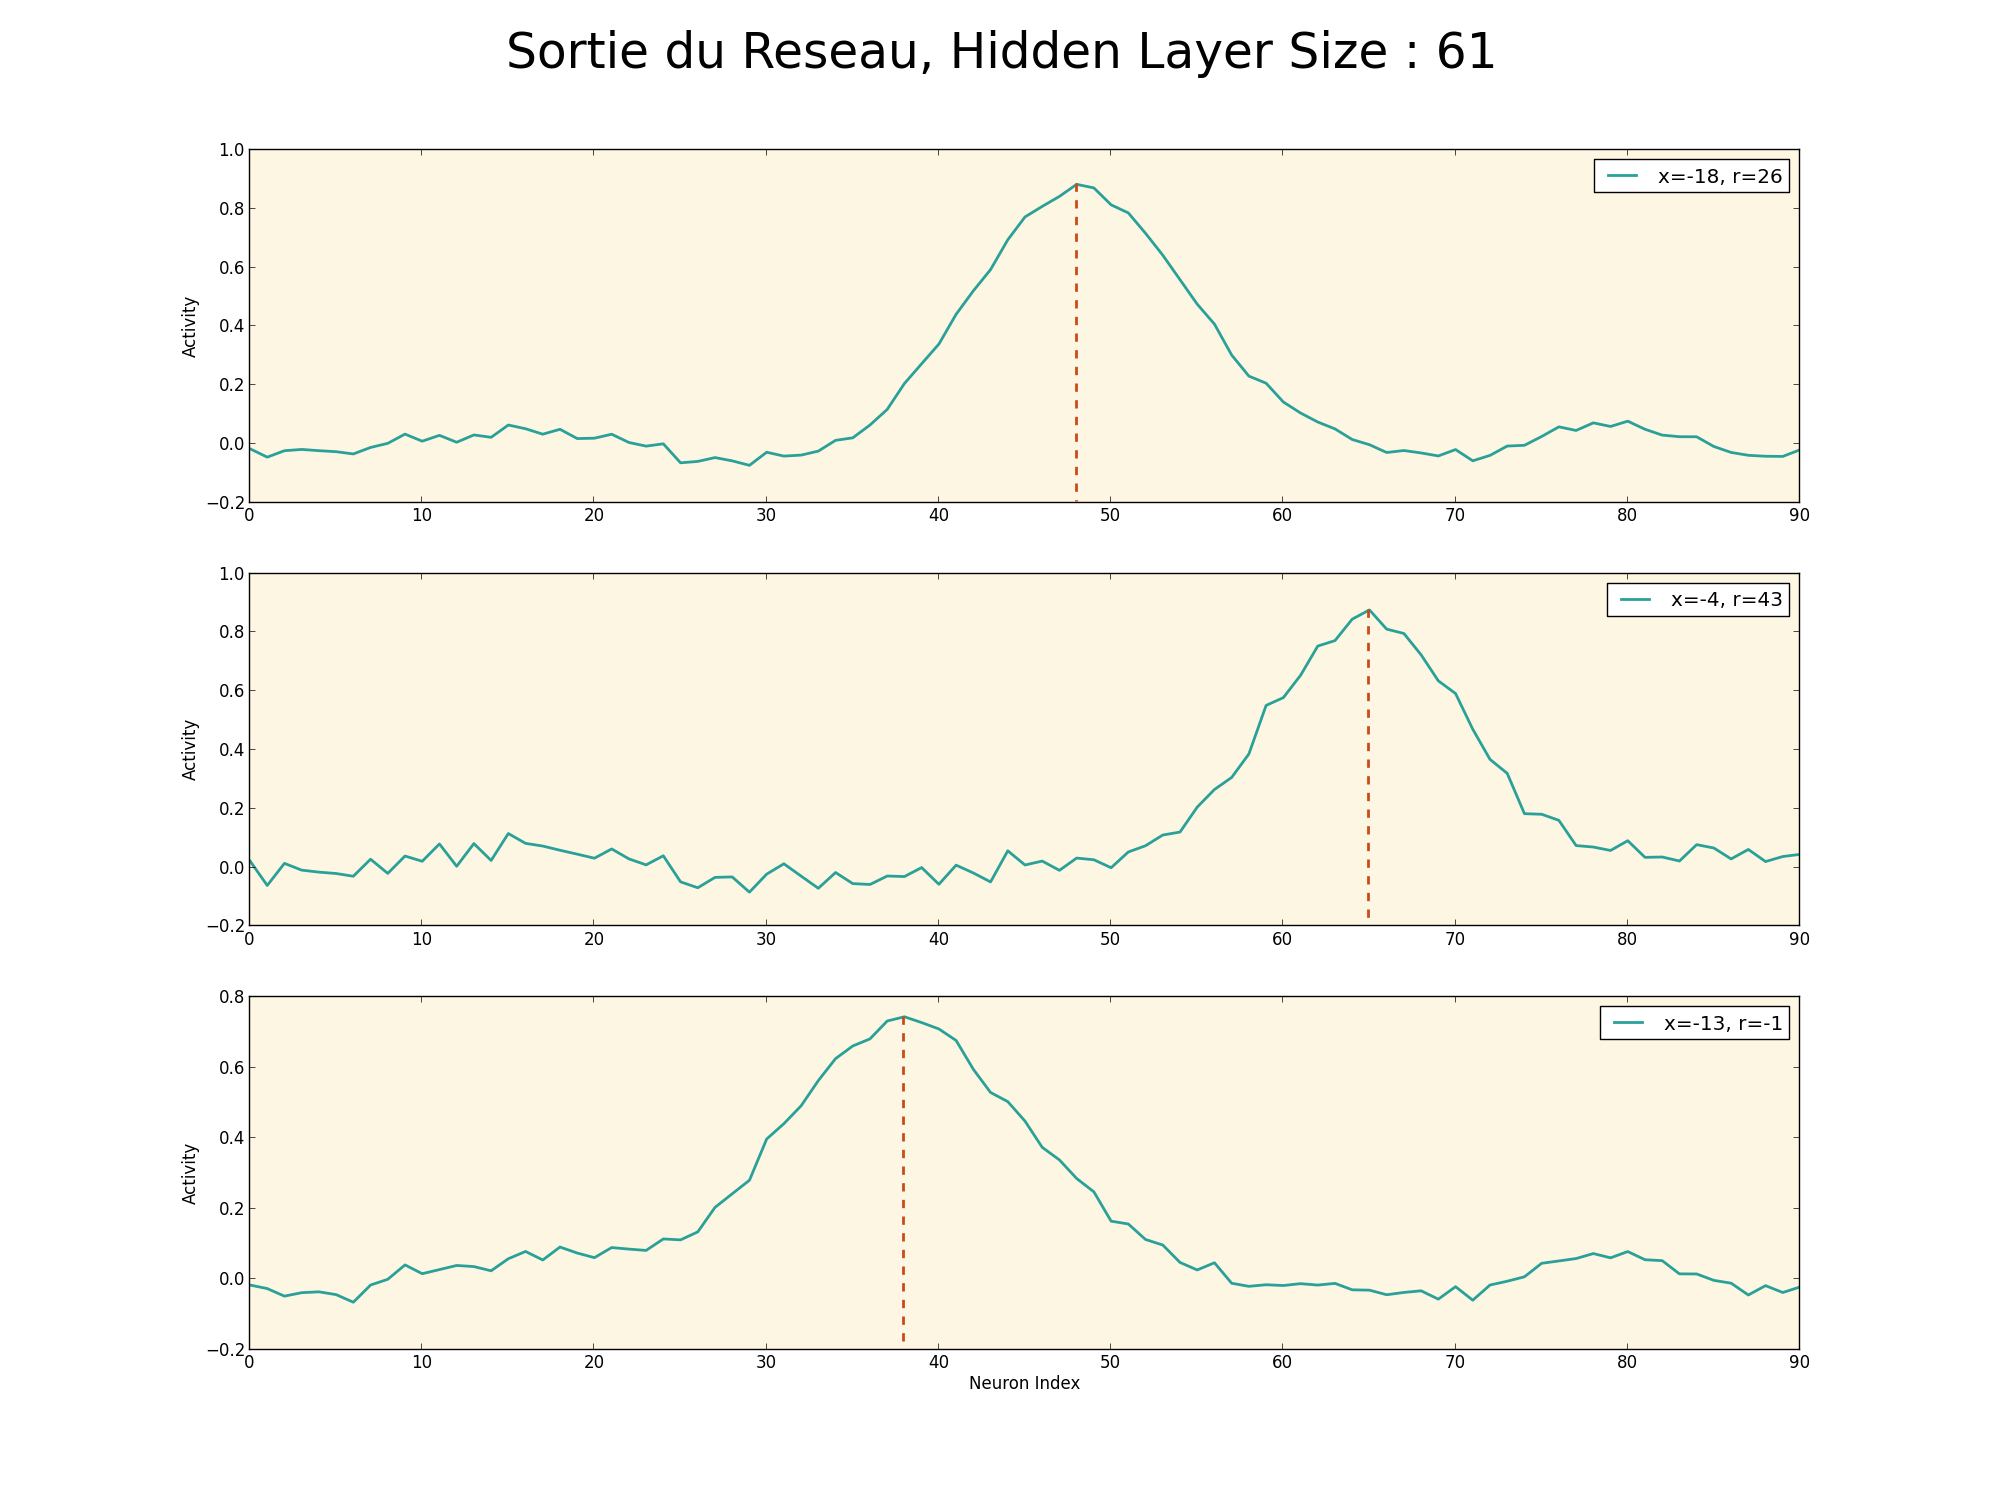 Sortie du Reseau, Hidden Layer Size : 61
1.0
0.8
0.6
0.4
0.2
0.0
−0.2
Activity
x=-18, r=26
0 10 20 30 40 50 60 70 80 90
1.0
0.8
0.6
0.4
0.2
0.0
−0.2
Activity
x=-4, r=43
0 10 20 30 40 50 60 70 80 90
0.8
0.6
0.4
0.2
0.0
−0.2
Activity
x=-13, r=-1
0 10 20 30 40 50 60 70 80 90
Neuron Index